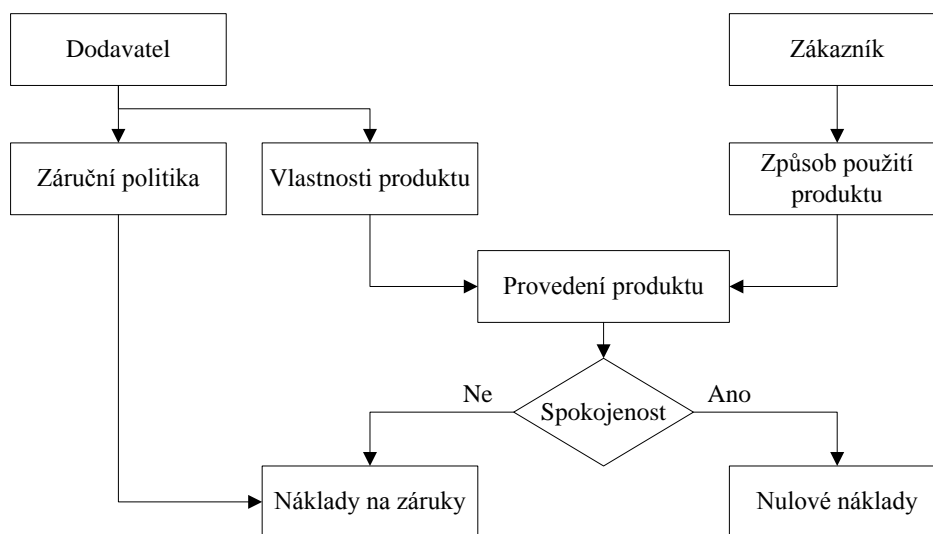 Dodavatel
Zákazník
Záruční politika
Vlastnosti produktu
Způsob použití
produktu
Provedení produktu
Ne
Spokojenost
Ano
Náklady na záruky
Nulové náklady